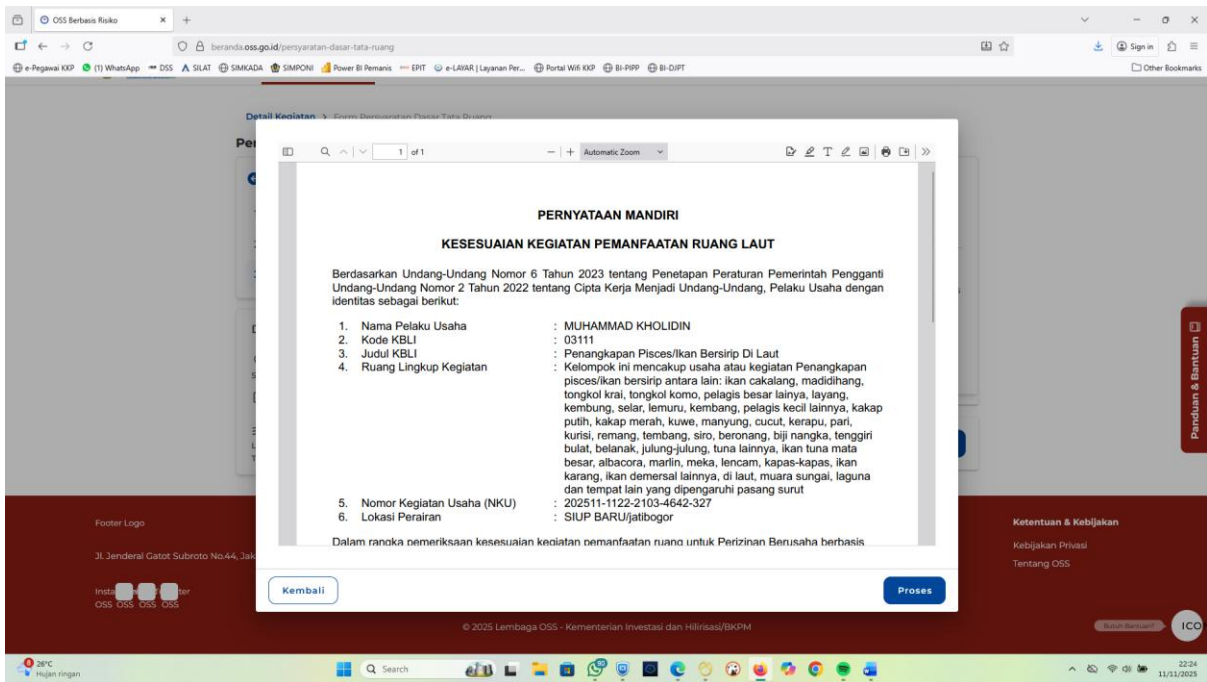 OSS Berbasis Risiko
beranda.oss.go.id/persyaratan-dasar-tata-ruang
Sign in
e-Pegawai KKP (1) WhatsApp DSS SILAT SIMKADA SIMPONI Power BI Pemanis EPIT e-LAYAR | Layanan Per... Portal Wifi KKP BI-PIPP BI-DJPT Other Bookmarks
Detail Kegiatan > Form Persyaratan Dasar Tata Ruang
Per
1 of 1
Automatic Zoom
PERNYATAAN MANDIRI
KESESUAIAN KEGIATAN PEMANFAATAN RUANG LAUT
Berdasarkan Undang-Undang Nomor 6 Tahun 2023 tentang Penetapan Peraturan Pemerintah Pengganti
Undang-Undang Nomor 2 Tahun 2022 tentang Cipta Kerja Menjadi Undang-Undang, Pelaku Usaha dengan
identitas sebagai berikut:
1. Nama Pelaku Usaha : MUHAMMAD KHOLIDIN
2. Kode KBLI : 03111
3. Judul KBLI : Penangkapan Pisces/Ikan Bersirip Di Laut
4. Ruang Lingkup Kegiatan : Kelompok ini mencakup usaha atau kegiatan Penangkapan
pisces/ikan bersirip antara lain: ikan cakalang, madidihang,
tongkol krai, tongkol komo, pelagis besar lainya, layang,
kembung, selar, lemuru, kembang, pelagis kecil lainnya, kakap
putih, kakap merah, kuwe, manyung, cucut, kerapu, pari,
kurisi, remang, tembang, siro, beronang, biji nangka, tenggiri
bulat, belanak, julung-julung, tuna lainnya, ikan tuna mata
besar, albacora, marlin, meka, lencam, kapas-kapas, ikan
karang, ikan demersal lainnya, di laut, muara sungai, laguna
dan tempat lain yang dipengaruhi pasang surut
5. Nomor Kegiatan Usaha (NKU) : 202511-1122-2103-4642-327
6. Lokasi Perairan : SIUP BARU/jatibogor
Dalam rangka pemeriksaan kesesuaian kegiatan pemanfaatan ruang untuk Perizinan Berusaha berbasis
Kembali
Proses
Panduan & Bantuan
Footer Logo
Jl. Jenderal Gatot Subroto No.44, Jak
Insta ter
OSS OSS OSS OSS
Ketentuan & Kebijakan
Kebijakan Privasi
Tentang OSS
© 2025 Lembaga OSS - Kementerian Investasi dan Hilirisasi/BKPM
Butuh Bantuan?
ICO
26°C
Hujan ringan
Search
22:24
11/11/2025